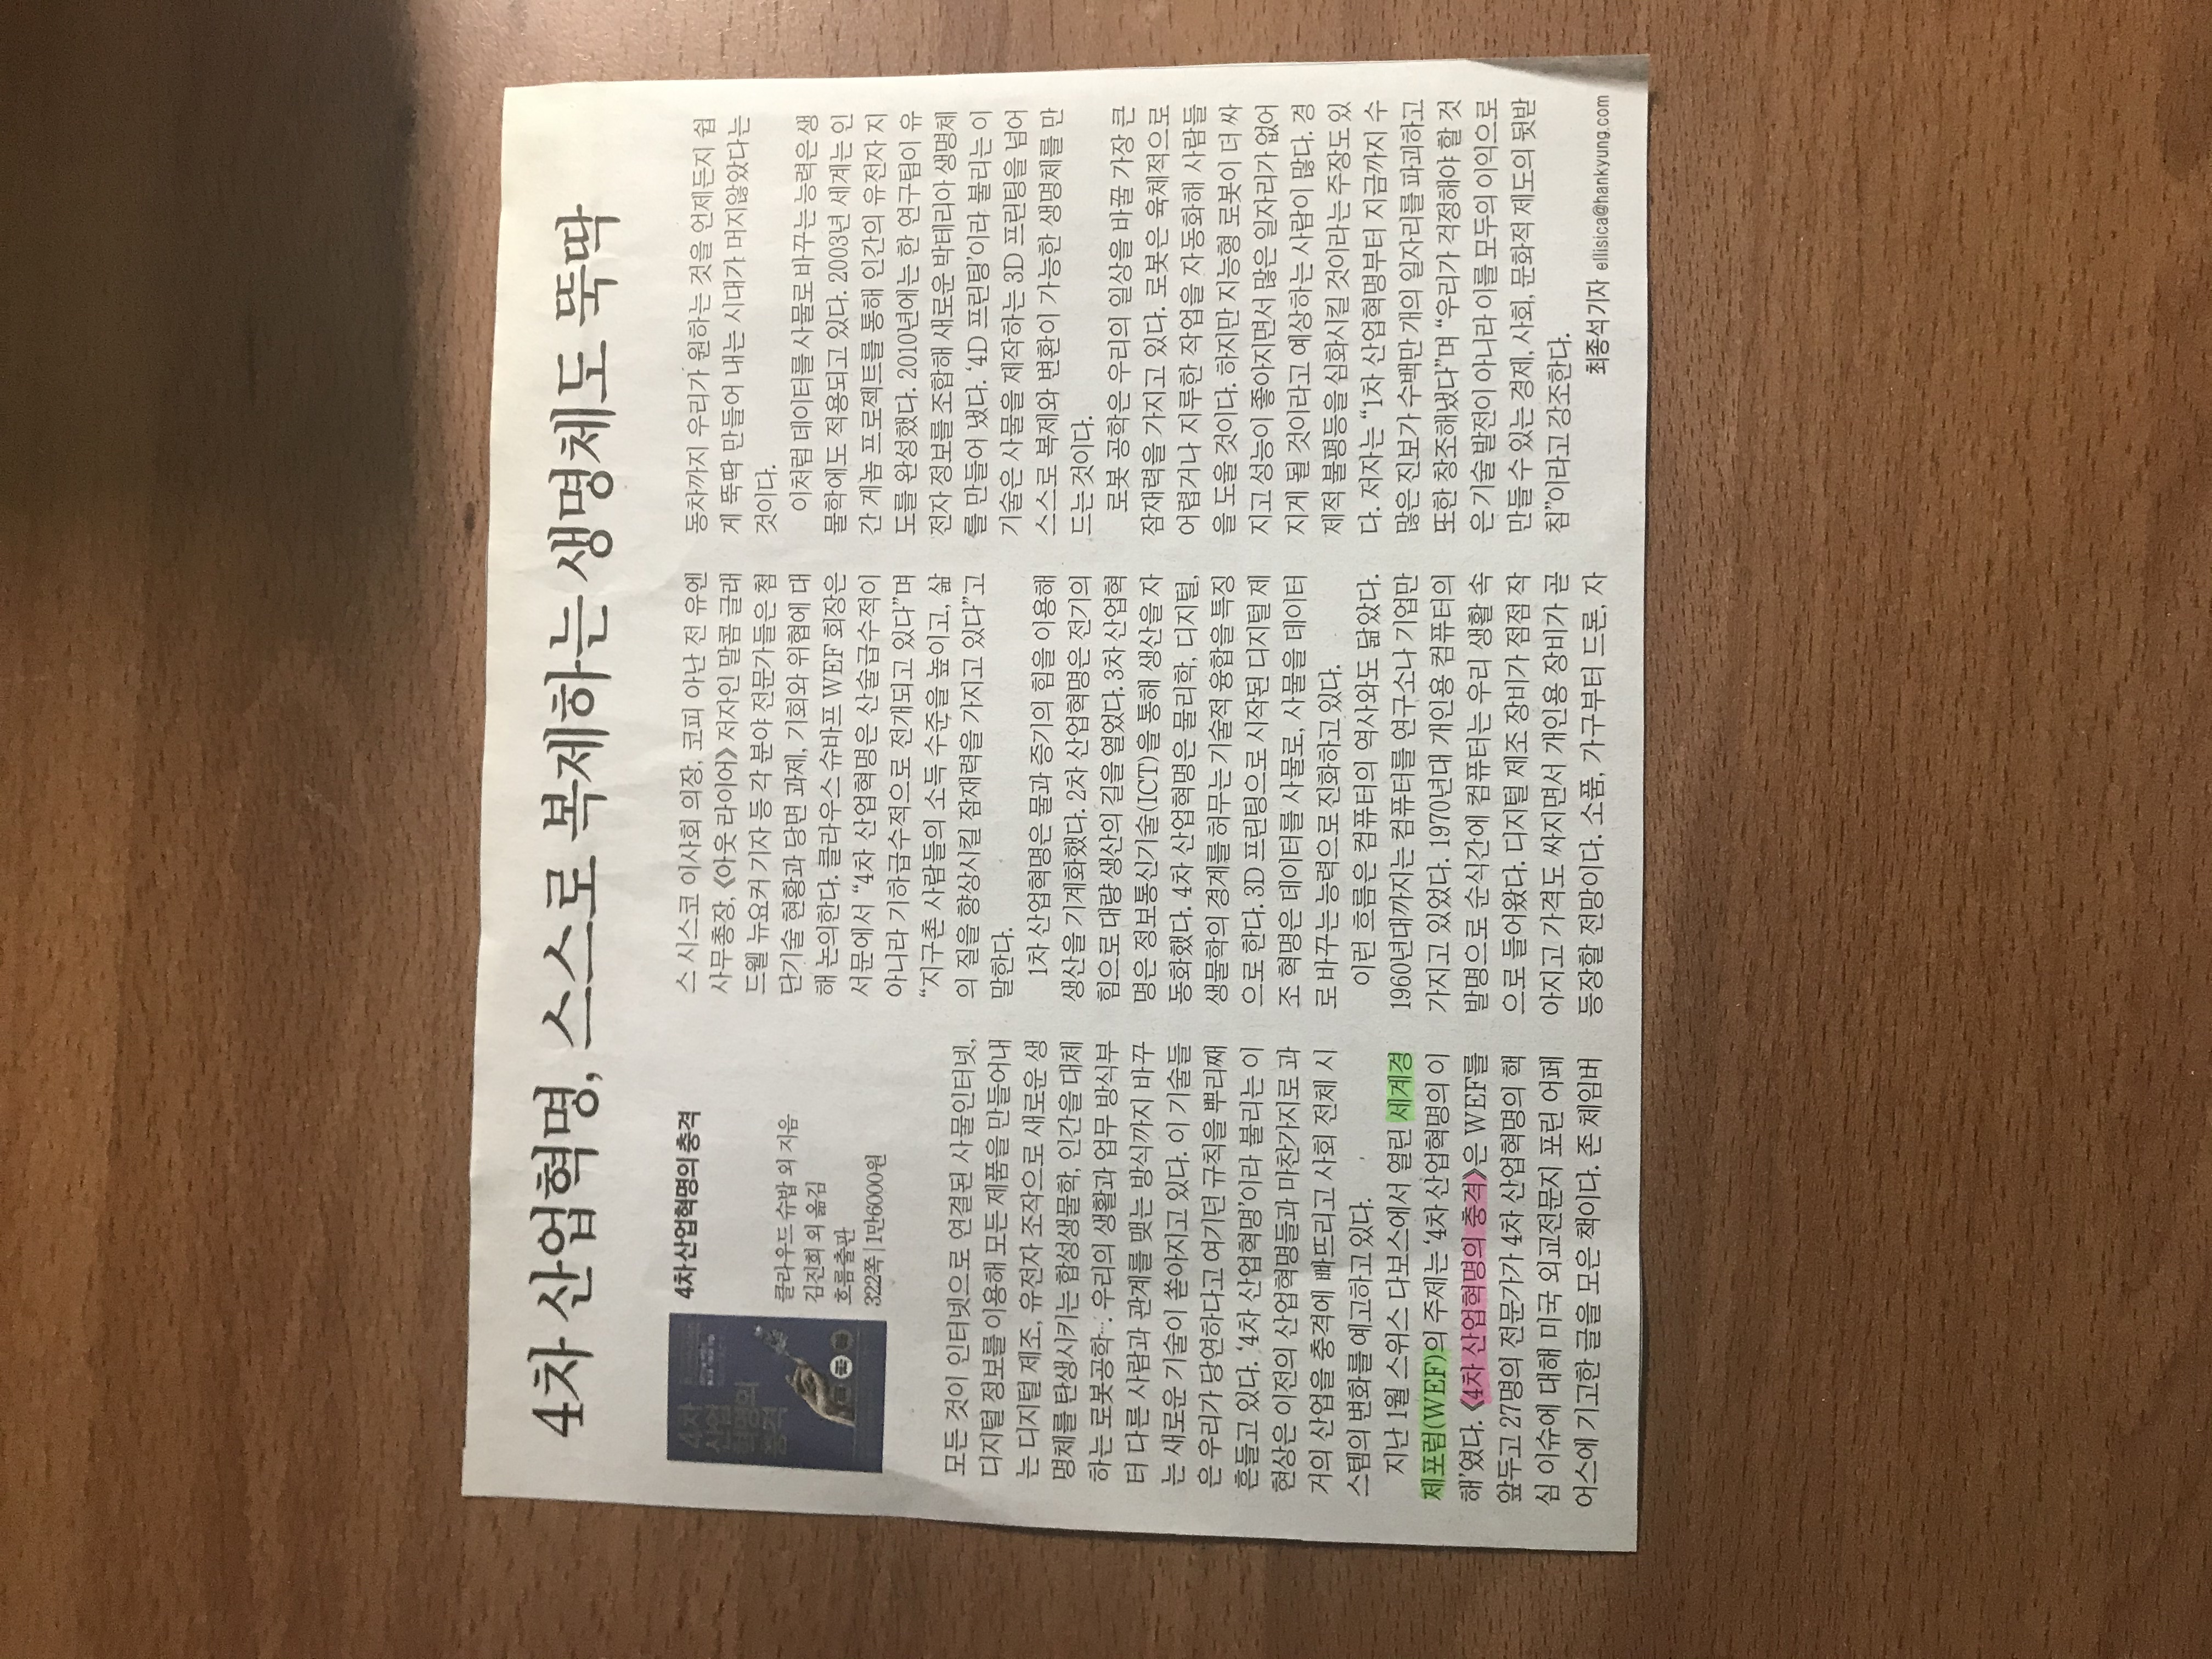 4차 산업혁명, 스스로 복제하는 생명체도 뚝딱
4차
산업
혁명의
충격
4차 산업혁명의 충격
클라우드 슈밥 외 지음
김진희 외 옮김
흐름출판
322쪽 | 1만6000원
모든 것이 인터넷으로 연결된 사물인터넷,
디지털 정보를 이용해 모든 제품을 만들어내
는 디지털 제조, 유전자 조작으로 새로운 생
명체를 탄생시키는 합성생물학, 인간을 대체
하는 로봇공학…. 우리의 생활과 업무 방식부
터 다른 사람과 관계를 맺는 방식까지 바꾸
는 새로운 기술이 쏟아지고 있다. 이 기술들
은 우리가 당연하다고 여기던 규칙을 뿌리째
흔들고 있다. ‘4차 산업혁명’이라 불리는 이
현상은 이전의 산업혁명들과 마찬가지로 과
거의 산업을 충격에 빠뜨리고 사회 전체 시
스템의 변화를 예고하고 있다.
지난 1월 스위스 다보스에서 열린 세계경
제포럼(WEF)의 주제는 ‘4차 산업혁명의 이
해’였다. 《4차 산업혁명의 충격》은 WEF를
앞두고 27명의 전문가가 4차 산업혁명의 핵
심 이슈에 대해 미국 외교전문지 포린 어페
어스에 기고한 글을 모은 책이다. 존 체임버
스 시스코 이사회 의장, 코피 아난 전 유엔
사무총장, 《아웃 라이어》 저자인 말콤 글래
드웰 뉴요커 기자 등 각 분야 전문가들은 첨
단기술 현황과 당면 과제, 기회와 위협에 대
해 논의한다. 클라우스 슈바프 WEF 회장은
서문에서 “4차 산업혁명은 산술급수적이
아니라 기하급수적으로 전개되고 있다”며
“지구촌 사람들의 소득 수준을 높이고, 삶
의 질을 향상시킬 잠재력을 가지고 있다”고
말한다.
1차 산업혁명은 물과 증기의 힘을 이용해
생산을 기계화했다. 2차 산업혁명은 전기의
힘으로 대량 생산의 길을 열었다. 3차 산업혁
명은 정보통신기술(ICT)을 통해 생산을 자
동화했다. 4차 산업혁명은 물리학, 디지털,
생물학의 경계를 허무는 기술적 융합을 특징
으로 한다. 3D 프린팅으로 시작된 디지털 제
조 혁명은 데이터를 사물로, 사물을 데이터
로 바꾸는 능력으로 진화하고 있다.
이런 흐름은 컴퓨터의 역사와도 닮았다.
1960년대까지는 컴퓨터를 연구소나 기업만
가지고 있었다. 1970년대 개인용 컴퓨터의
발명으로 순식간에 컴퓨터는 우리 생활 속
으로 들어왔다. 디지털 제조 장비가 점점 작
아지고 가격도 싸지면서 개인용 장비가 곧
등장할 전망이다. 소품, 가구부터 드론, 자
동차까지 우리가 원하는 것을 언제든지 쉽
게 뚝딱 만들어 내는 시대가 머지않았다는
것이다.
이처럼 데이터를 사물로 바꾸는 능력은 생
물학에도 적용되고 있다. 2003년 세계는 인
간 게놈 프로젝트를 통해 인간의 유전자 지
도를 완성했다. 2010년에는 한 연구팀이 유
전자 정보를 조합해 새로운 박테리아 생명체
를 만들어 냈다. ‘4D 프린팅’이라 불리는 이
기술은 사물을 제작하는 3D 프린팅을 넘어
스스로 복제와 변환이 가능한 생명체를 만
드는 것이다.
로봇 공학은 우리의 일상을 바꿀 가장 큰
잠재력을 가지고 있다. 로봇은 육체적으로
어렵거나 지루한 작업을 자동화해 사람들
을 도울 것이다. 하지만 지능형 로봇이 더 싸
지고 성능이 좋아지면서 많은 일자리가 없어
지게 될 것이라고 예상하는 사람이 많다. 경
제적 불평등을 심화시킬 것이라는 주장도 있
다. 저자는 “1차 산업혁명부터 지금까지 수
많은 진보가 수백만 개의 일자리를 파괴하고
또한 창조해냈다”며 “우리가 걱정해야 할 것
은 기술 발전이 아니라 이를 모두의 이익으로
만들 수 있는 경제, 사회, 문화적 제도의 뒷받
침”이라고 강조한다.
최종석 기자 ellisica@hankyung.com